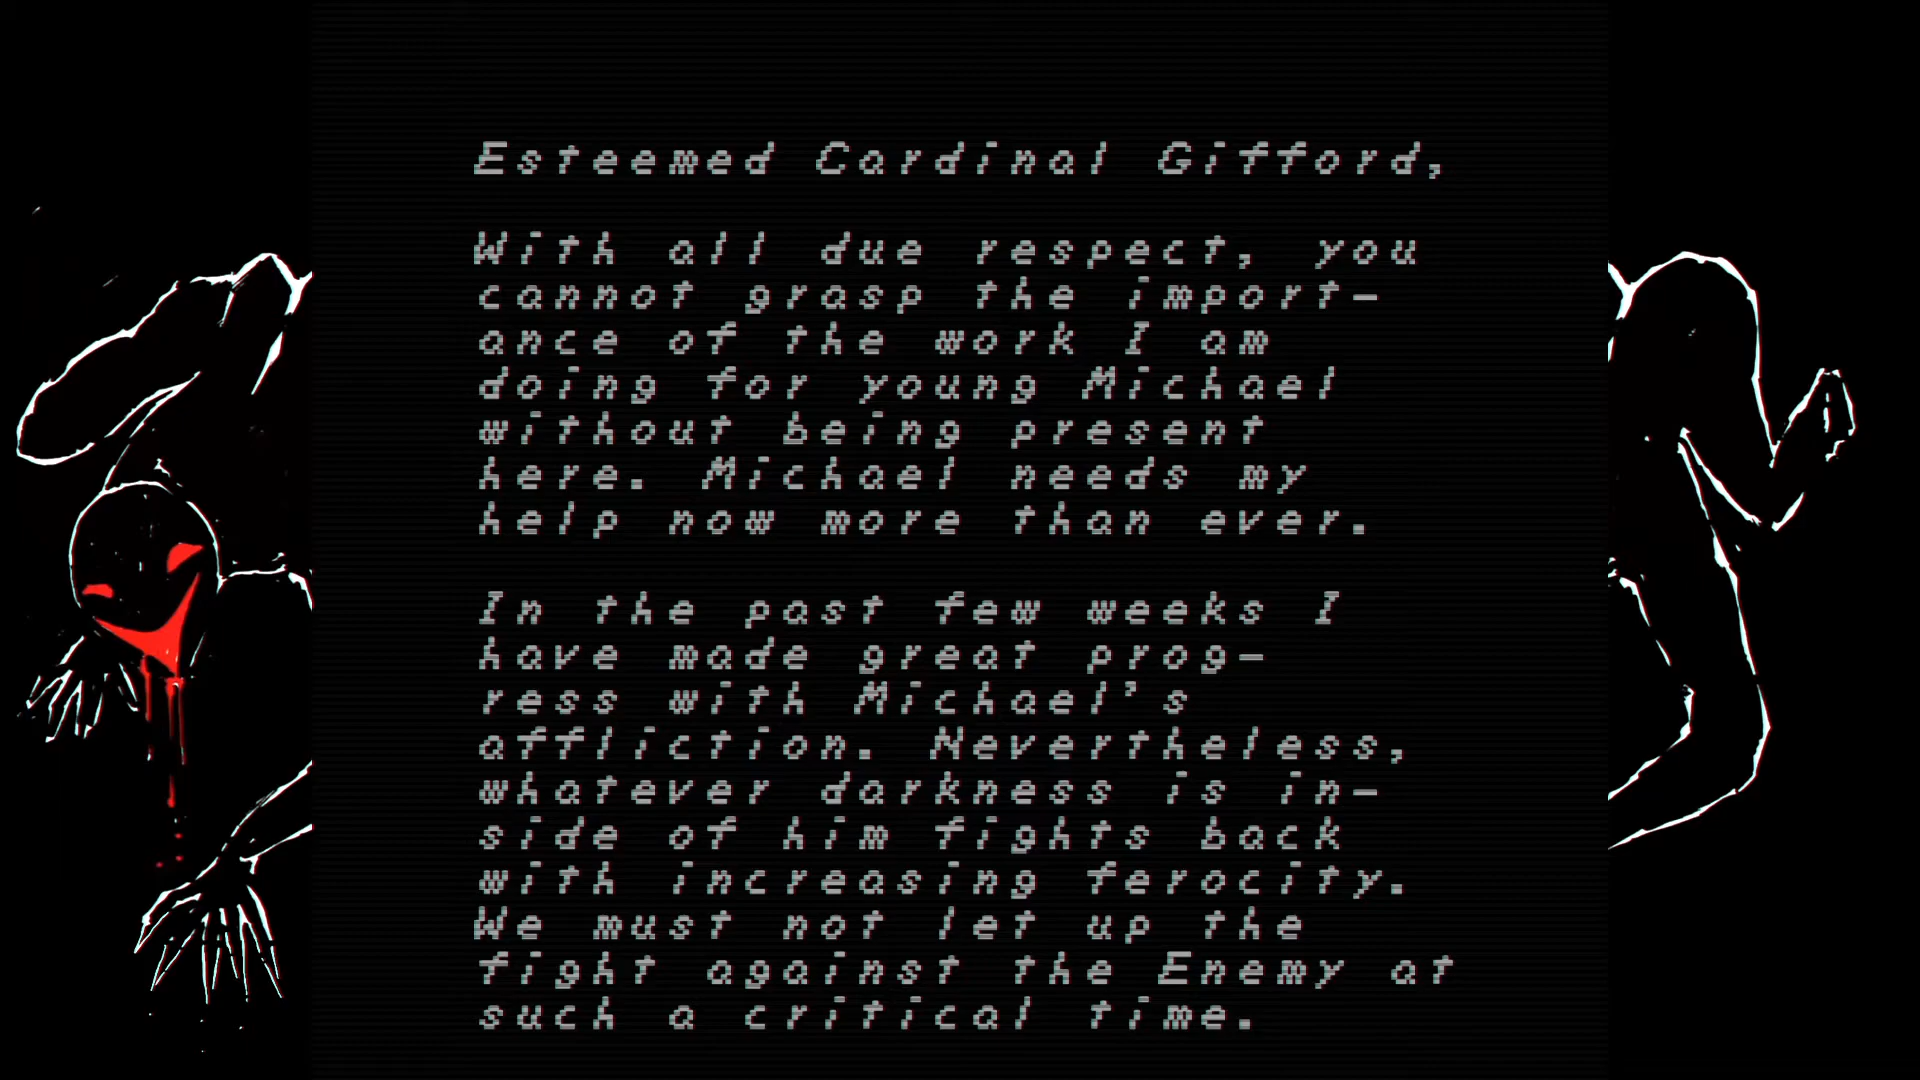 Esteemed Cardinal Gifford,
With all due respect, you
cannot grasp the import-
ance of the work I am
doing for young Michael
without being present
here. Michael needs my
help now more than ever.
In the past few weeks I
have made great prog-
ress with Michael's
affliction. Nevertheless,
whatever darkness is in-
side of him fights back
with increasing ferocity.
We must not let up the
fight against the Enemy at
such a critical time.